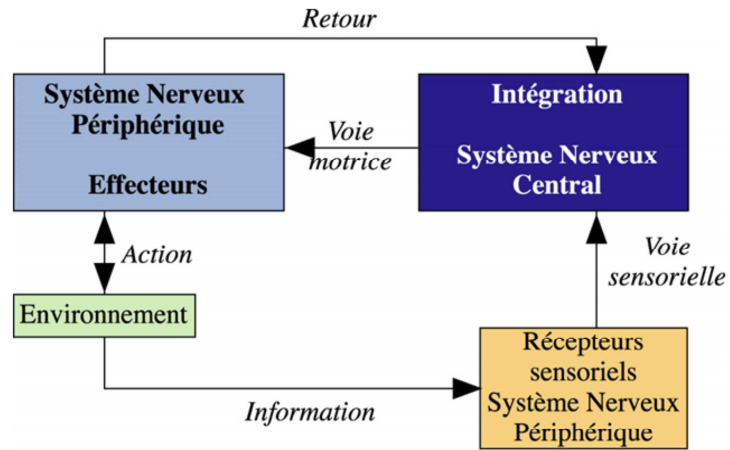 Retour
Système Nerveux
Périphérique
Effecteurs
Voie
motrice
Intégration
Système Nerveux
Central
Action
Voie
sensorielle
Environnement
Information
Récepteurs
sensoriels
Système Nerveux
Périphérique